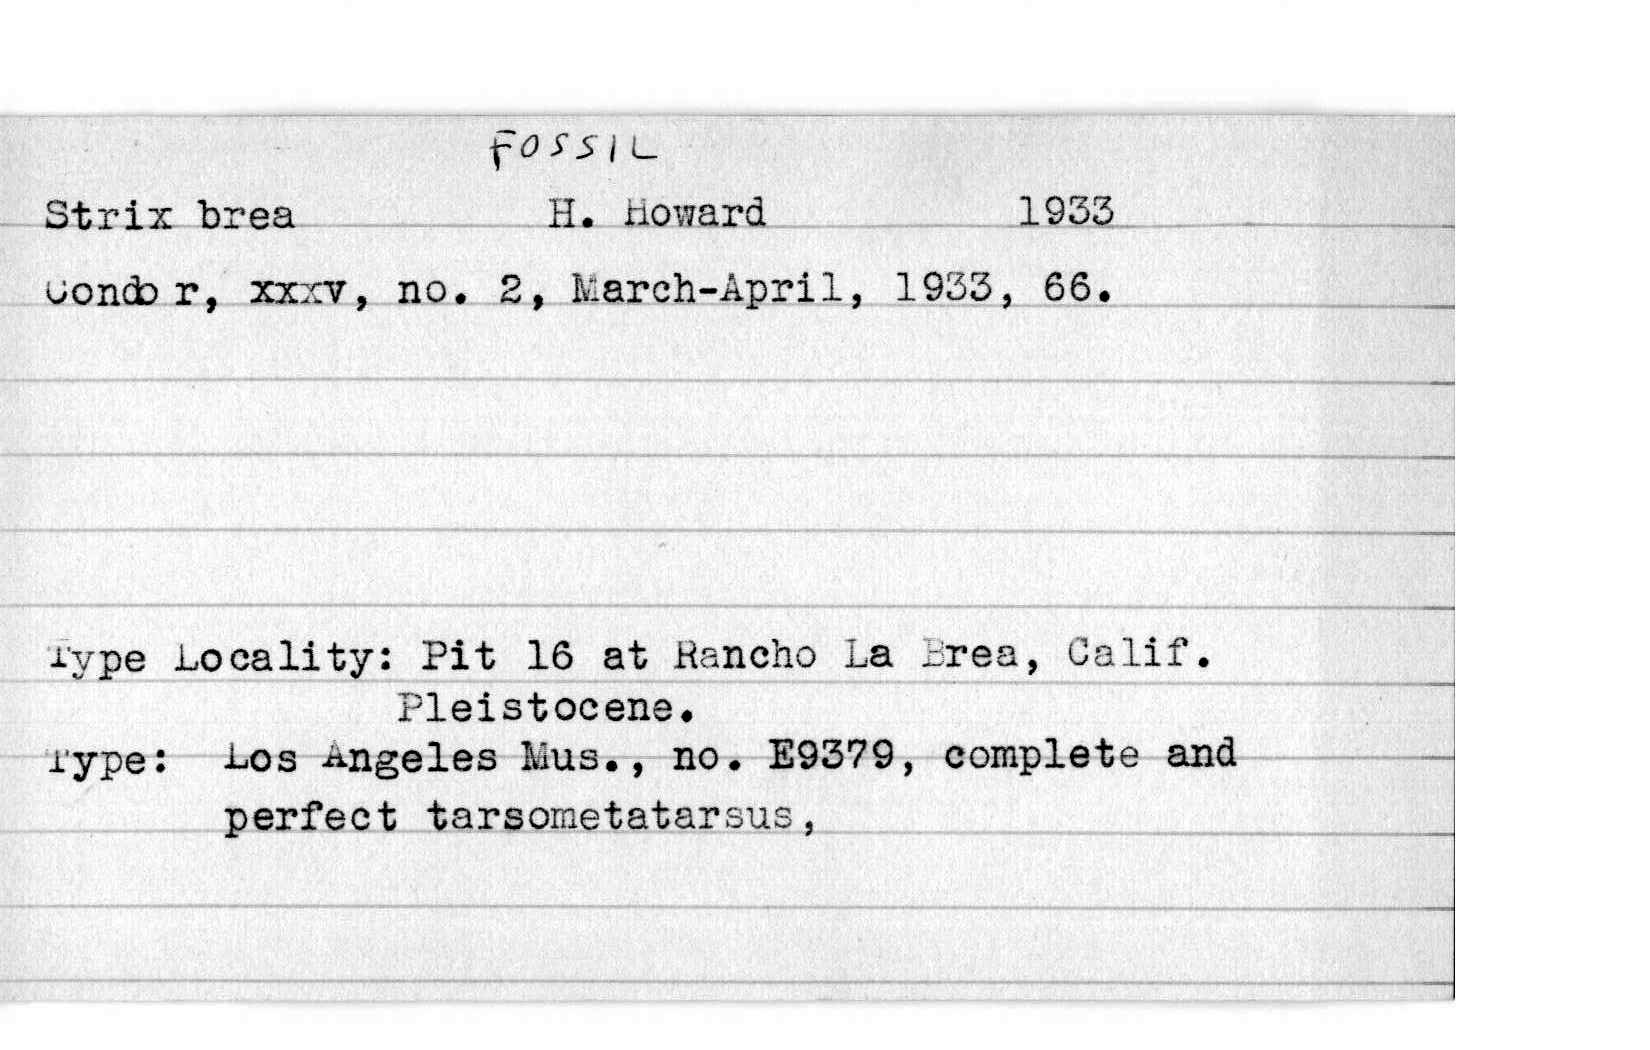 FOSSIL
Strix brea H. Howard 1933
Condor, xxxv, no. 2, March-April, 1933, 66.
Type Locality: Pit 16 at Rancho La Brea, Calif.
Pleistocene.
Type: Los Angeles Mus., no. E9379, complete and
perfect tarsometatarsus,